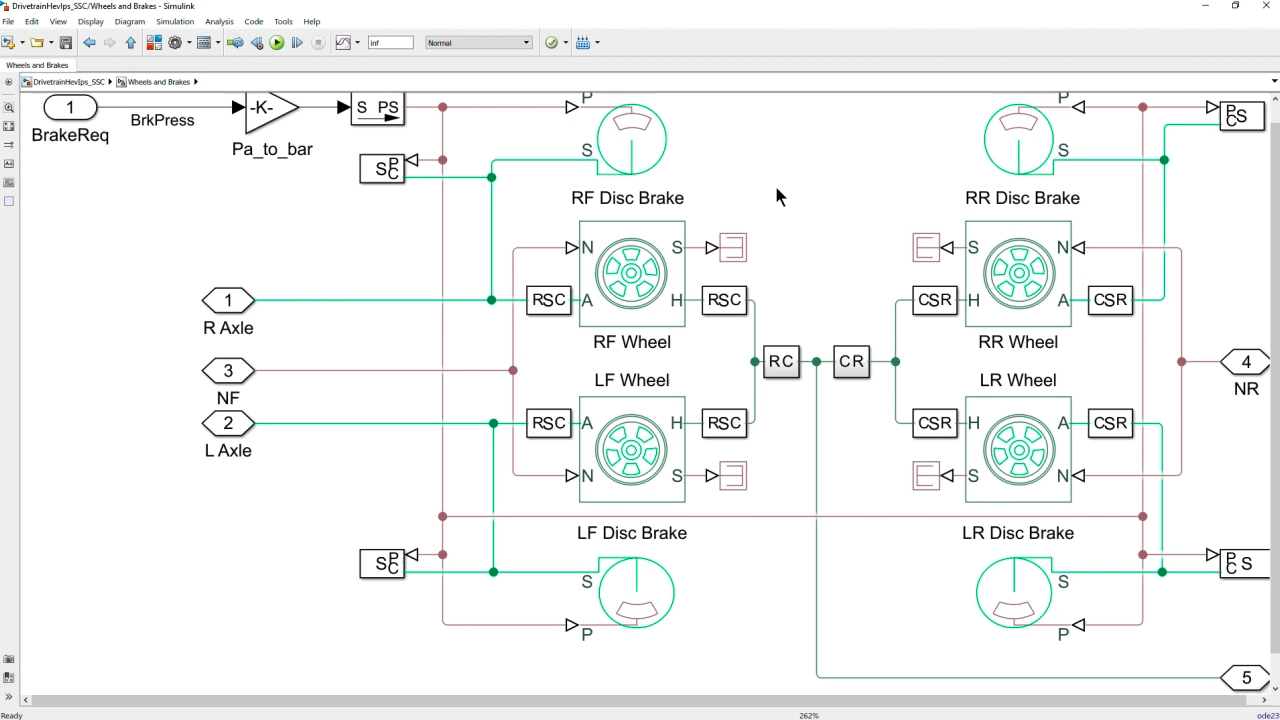 DrivetrainHevIps_SSC/Wheels and Brakes - Simulink
File Edit View Display Diagram Simulation Analysis Code Tools Help
inf Normal
Wheels and Brakes
DrivetrainHevIps_SSC Wheels and Brakes
1 BrkPress -K- S PS P P PS C
BrakeReq Pa_to_bar
S P C S S
RF Disc Brake RR Disc Brake
N S S N
1 RSC A H RSC CSR H A CSR
R Axle RF Wheel RR Wheel
RC CR 4
3
NF LF Wheel LR Wheel NR
2 RSC A H RSC CSR H A CSR
L Axle
N S S N
LF Disc Brake LR Disc Brake
S P C S S P C S
P P
5
Ready 262% ode23